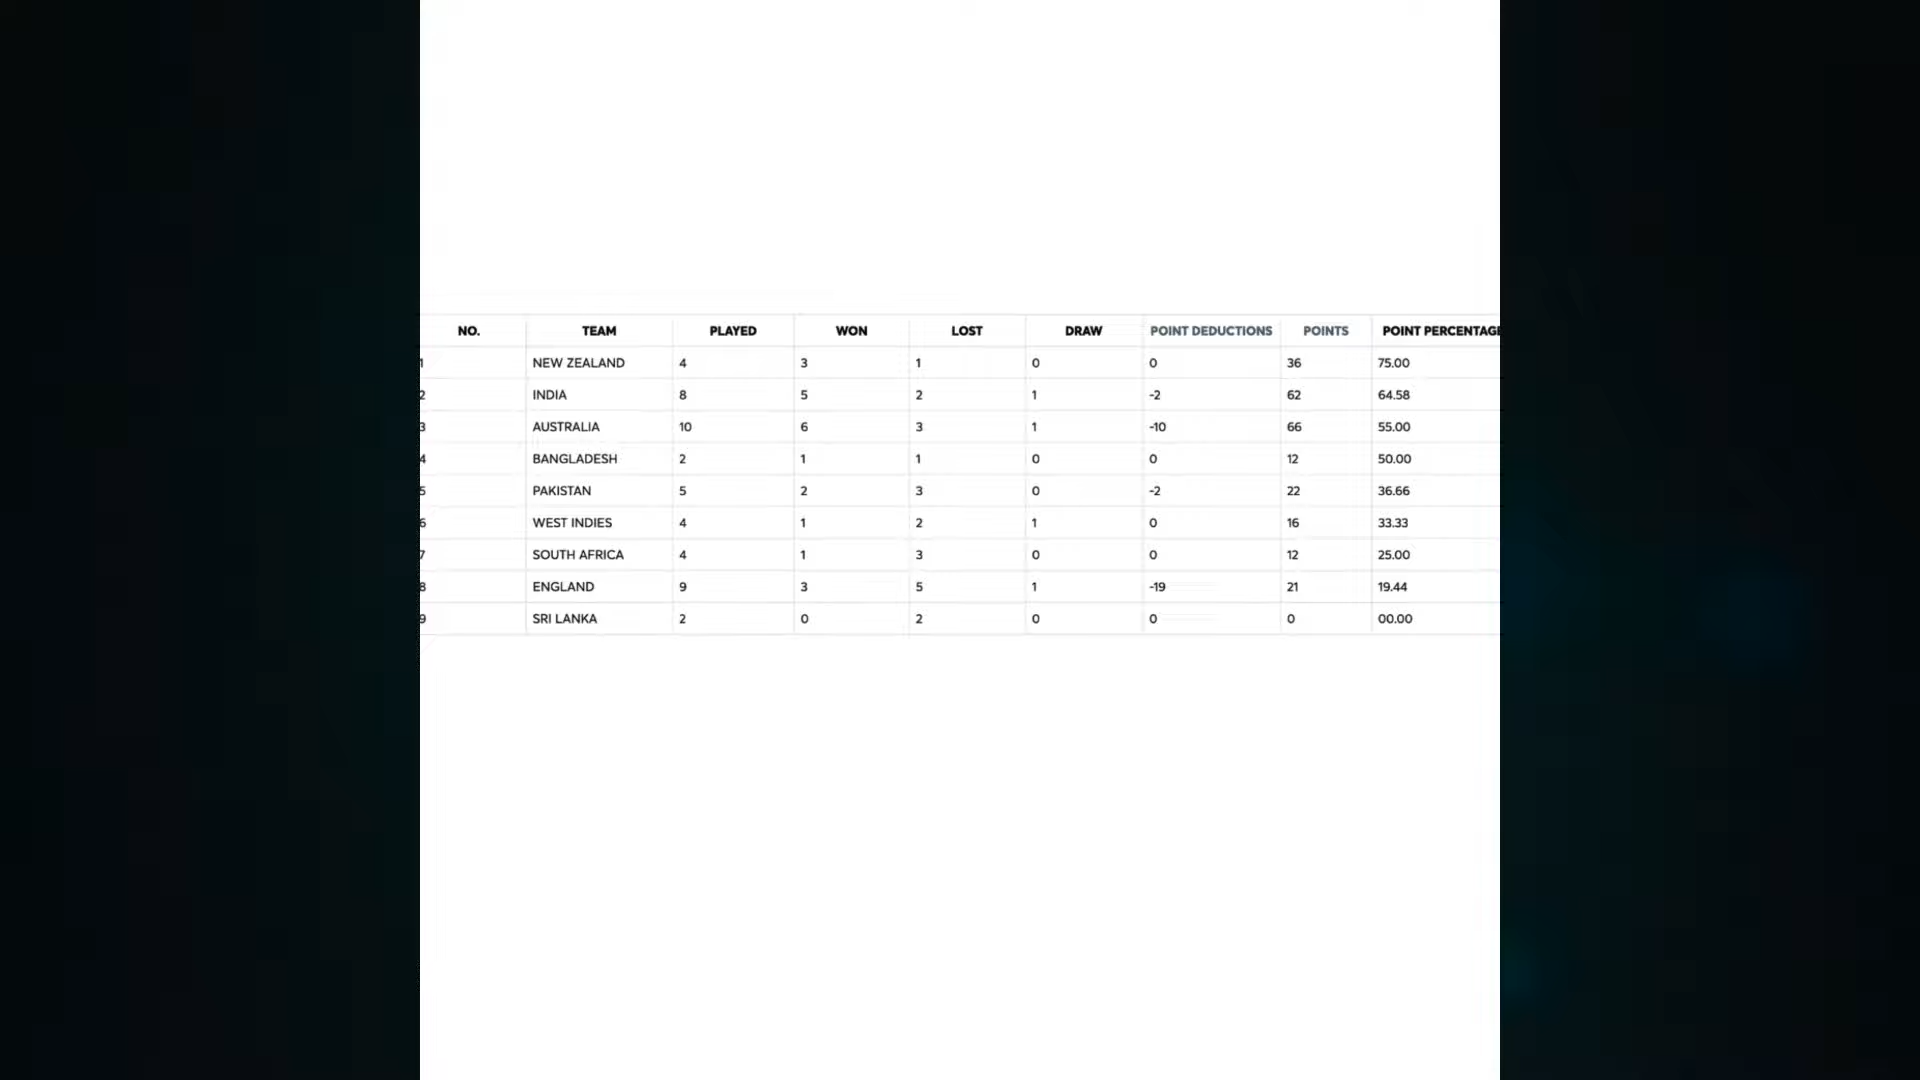 NO. TEAM PLAYED WON LOST DRAW POINT DEDUCTIONS POINTS POINT PERCENTAGE
1 NEW ZEALAND 4 3 1 0 0 36 75.00
2 INDIA 8 5 2 1 -2 62 64.58
3 AUSTRALIA 10 6 3 1 -10 66 55.00
4 BANGLADESH 2 1 1 0 0 12 50.00
5 PAKISTAN 5 2 3 0 -2 22 36.66
6 WEST INDIES 4 1 2 1 0 16 33.33
7 SOUTH AFRICA 4 1 3 0 0 12 25.00
8 ENGLAND 9 3 5 1 -19 21 19.44
9 SRI LANKA 2 0 2 0 0 0 00.00